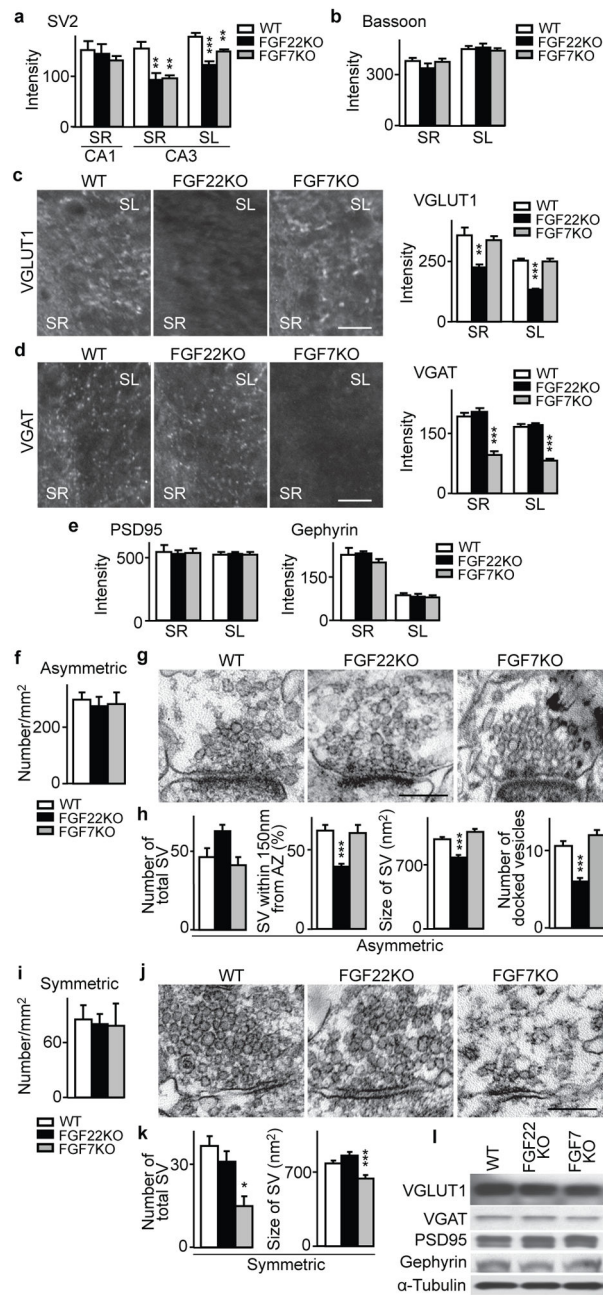 a
SV2
WT
FGF22KO
FGF7KO
Intensity
150
0
** **
*** **
SR SR SL
CA1 CA3
b
Bassoon
WT
FGF22KO
FGF7KO
Intensity
300
0
SR SL
c
WT FGF22KO FGF7KO
VGLUT1
SL SL
SR SR
VGLUT1
WT
FGF22KO
FGF7KO
Intensity
250
0
**
***
SR SL
d
WT FGF22KO FGF7KO
VGAT
SL SL
SR SR
VGAT
WT
FGF22KO
FGF7KO
Intensity
150
0
***
***
SR SL
e
PSD95
Intensity
500
0
SR SL
Gephyrin
Intensity
150
0
SR SL
WT
FGF22KO
FGF7KO
f
Asymmetric
Number/mm²
200
0
WT
FGF22KO
FGF7KO
g
WT FGF22KO FGF7KO
h
Number of
total SV
50
0
SV within 150nm
from AZ (%)
50
0
***
Size of SV (nm²)
700
0
***
Number of
docked vesicles
10
0
***
Asymmetric
i
Symmetric
Number/mm²
60
0
WT
FGF22KO
FGF7KO
j
WT FGF22KO FGF7KO
k
Number of
total SV
30
0
*
Size of SV (nm²)
700
0
***
Symmetric
l
WT
FGF22
KO
FGF7
KO
VGLUT1
VGAT
PSD95
Gephyrin
α-Tubulin